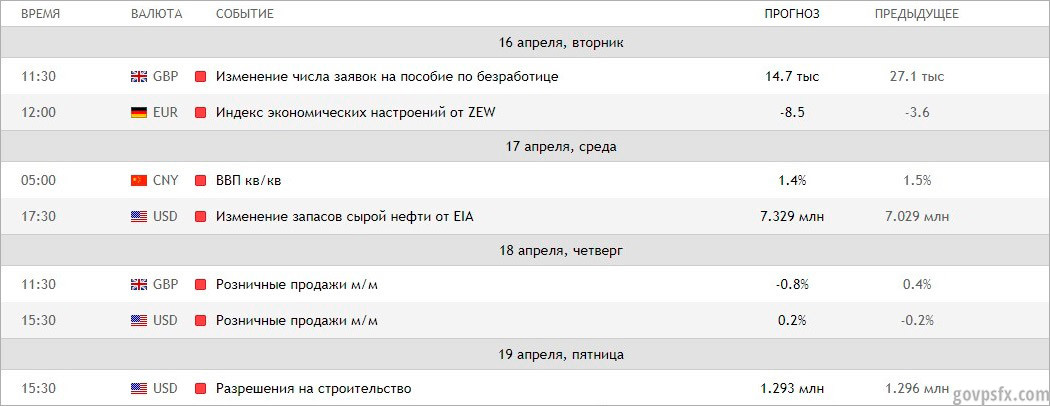 ВРЕМЯ ВАЛЮТА СОБЫТИЕ ПРОГНОЗ ПРЕДЫДУЩЕЕ
16 апреля, вторник
11:30 GBP Изменение числа заявок на пособие по безработице 14.7 тыс 27.1 тыс
12:00 EUR Индекс экономических настроений от ZEW -8.5 -3.6
17 апреля, среда
05:00 CNY ВВП кв/кв 1.4% 1.5%
17:30 USD Изменение запасов сырой нефти от EIA 7.329 млн 7.029 млн
18 апреля, четверг
11:30 GBP Розничные продажи м/м -0.8% 0.4%
15:30 USD Розничные продажи м/м 0.2% -0.2%
19 апреля, пятница
15:30 USD Разрешения на строительство 1.293 млн 1.296 млн
govpsfx.com